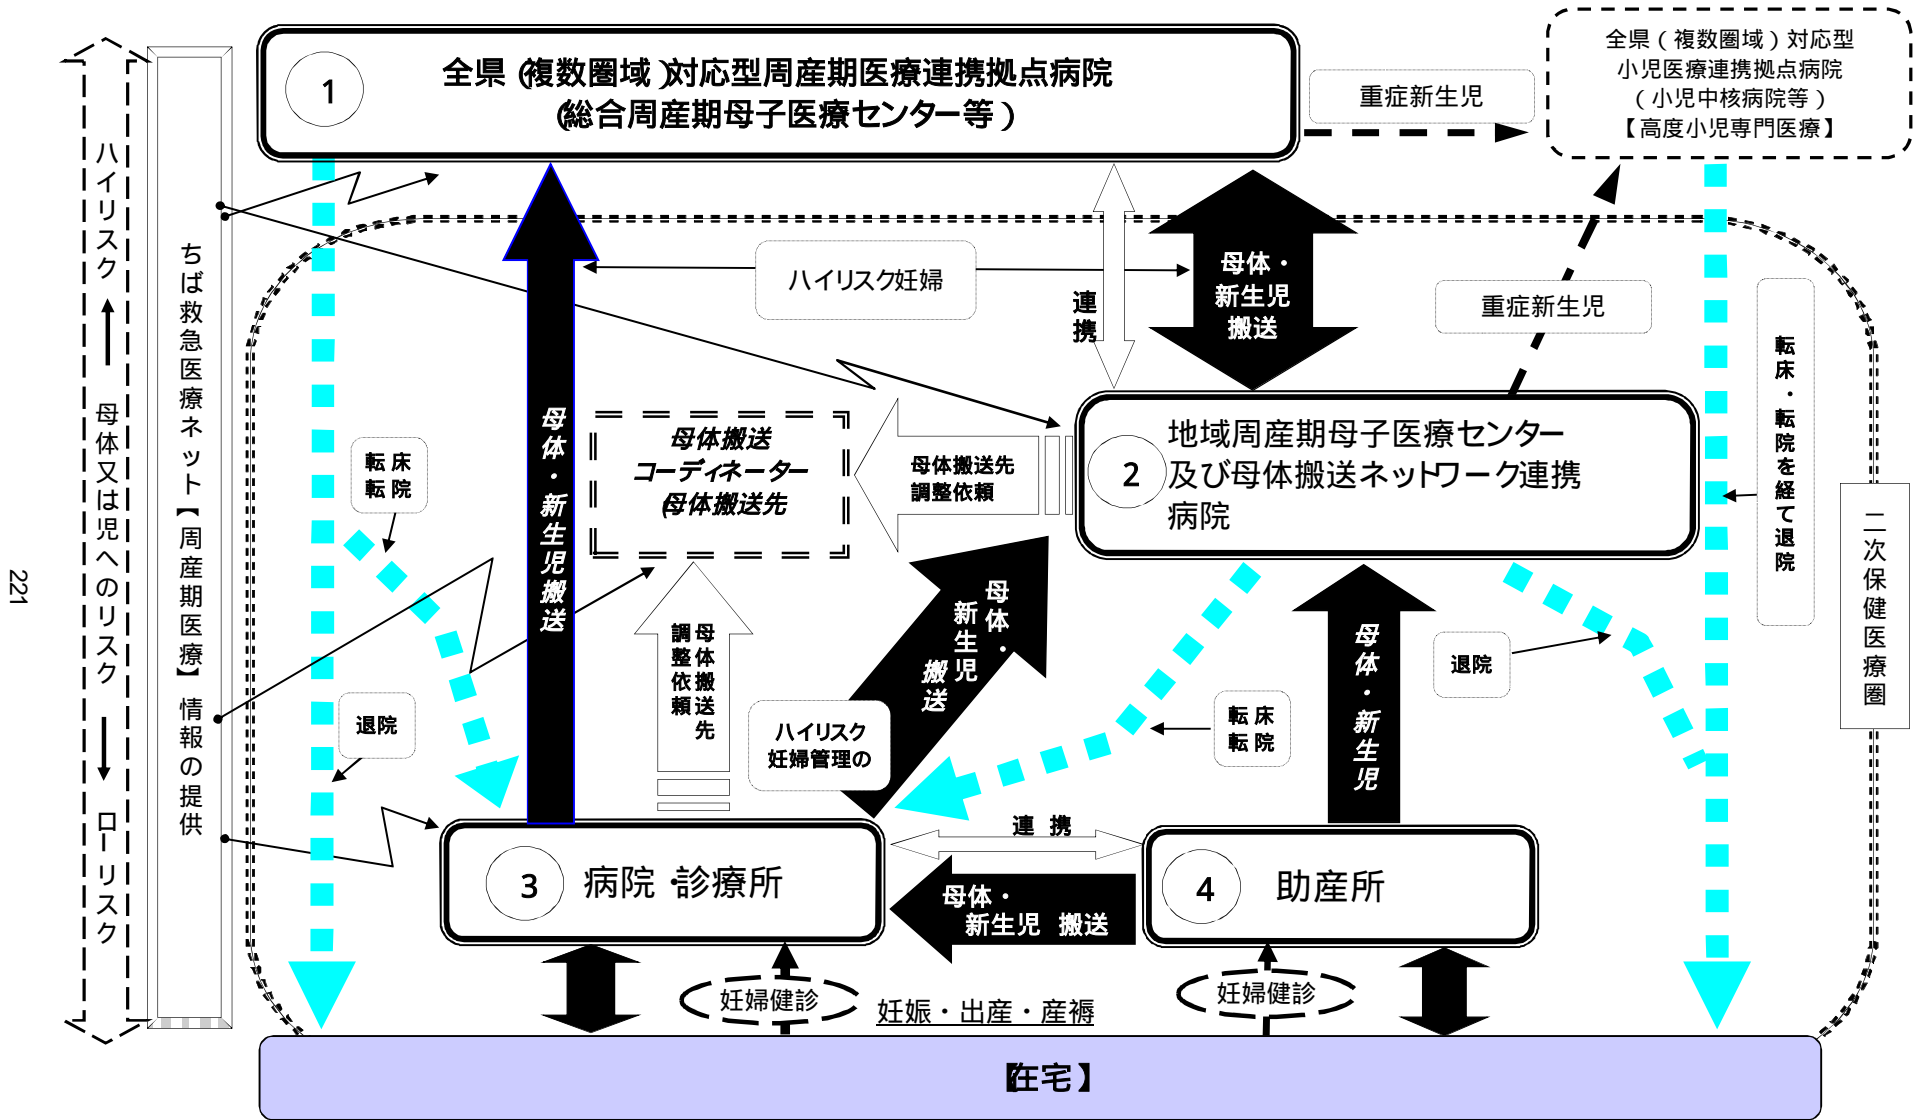 1
全県（複数圏域）対応型周産期医療連携拠点病院
（総合周産期母子医療センター等）
重症新生児
全県（複数圏域）対応型
小児医療連携拠点病院
（小児中核病院等）
【高度小児専門医療】
ハイリスク
母体又は児へのリスク
ローリスク
ちば救急医療ネット【周産期医療】情報の提供
ハイリスク妊婦
連携
母体・
新生児
搬送
重症新生児
転床・転院を経て退院
二次保健医療圏
母体・新生児搬送
転床
転院
母体搬送
コーディネーター
（母体搬送先
母体搬送先
調整依頼
2
地域周産期母子医療センター
及び母体搬送ネットワーク連携
病院
母体搬送先
調整依頼
母体・
新生児
搬送
母体・新生児
退院
退院
ハイリスク
妊婦管理の
転床
転院
連 携
3
病院・診療所
母体・
新生児 搬送
4
助産所
妊婦健診
妊娠・出産・産褥
妊婦健診
【在宅】
221